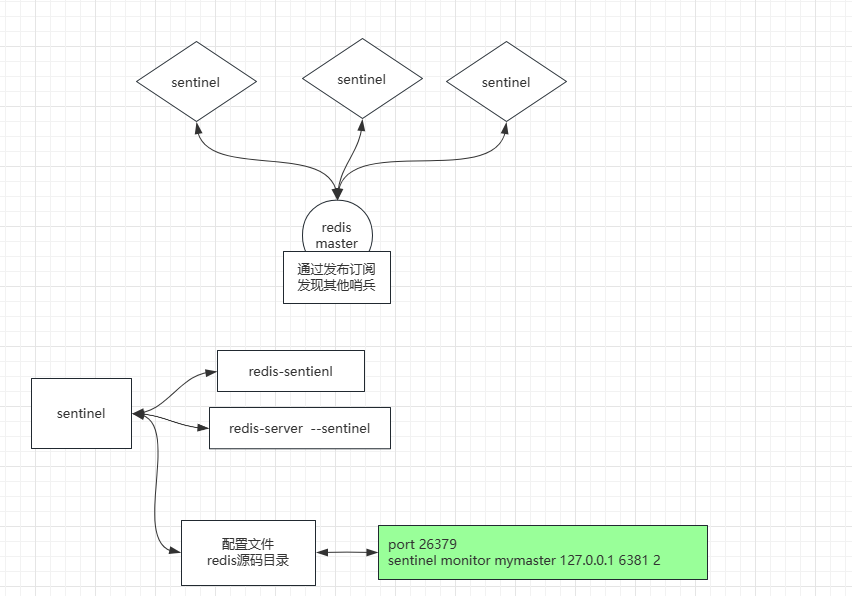 sentinel
sentinel
sentinel
redis
master
通过发布订阅
发现其他哨兵
redis-sentienl
sentinel
redis-server --sentinel
配置文件
redis源码目录
port 26379
sentinel monitor mymaster 127.0.0.1 6381 2